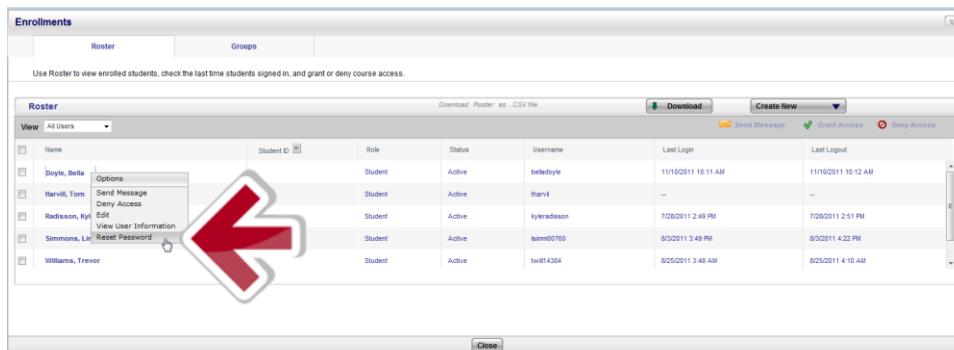 Enrollments
Roster Groups
Use Roster to view enrolled students, check the last time students signed in, and grant or deny course access.
Roster Download Roster as CSV file Download Create New
View All Users Send Message Grant Access Deny Access
Name Student ID Role Status Username Last Login Last Logout
Doyle, Bella Student Active belladoyle 11/10/2011 10:11 AM 11/10/2011 10:12 AM
Options
Send Message
Deny Access
Edit
View User Information
Reset Password
Harvill, Tom Student Active tharvil -- --
Radisson, Kyl Student Active kyleradisson 7/28/2011 2:49 PM 7/28/2011 2:51 PM
Simmons, Lin Student Active lsimm00760 8/3/2011 3:49 PM 8/3/2011 4:22 PM
Williams, Trevor Student Active twill14304 8/25/2011 3:48 AM 8/25/2011 4:10 AM
Close